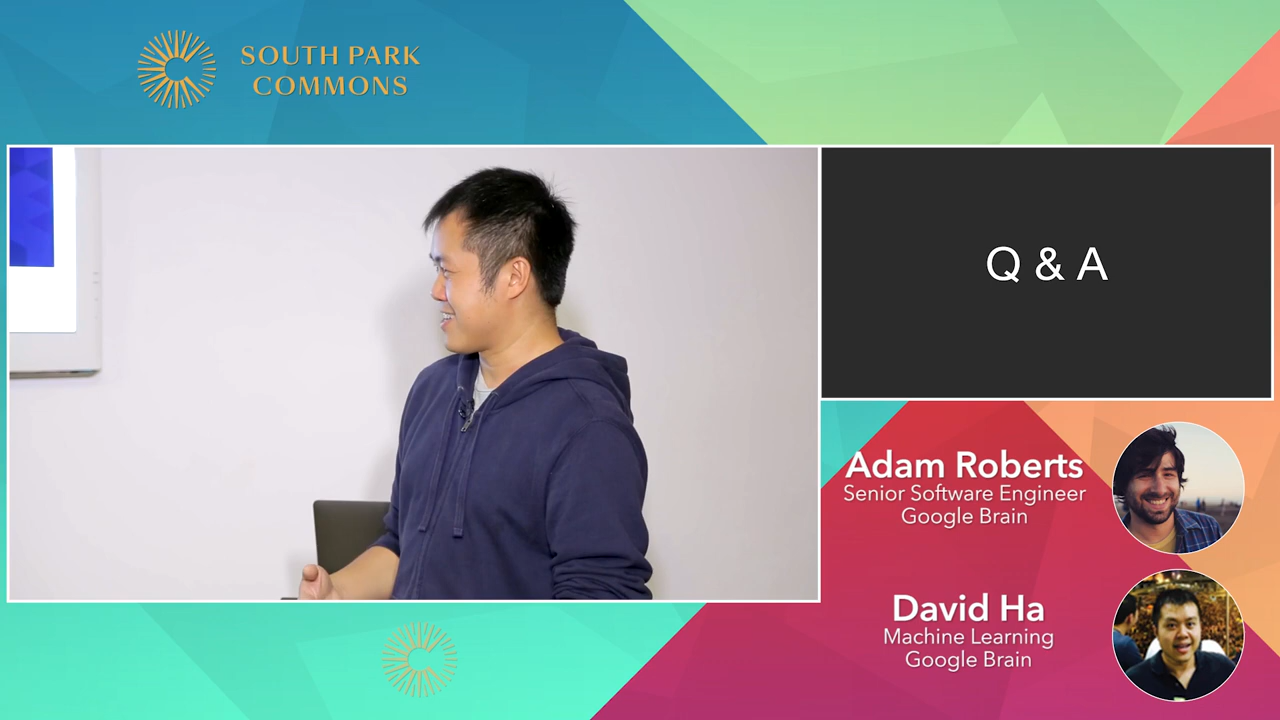 SOUTH PARK
COMMONS
Q & A
Adam Roberts
Senior Software Engineer
Google Brain
David Ha
Machine Learning
Google Brain